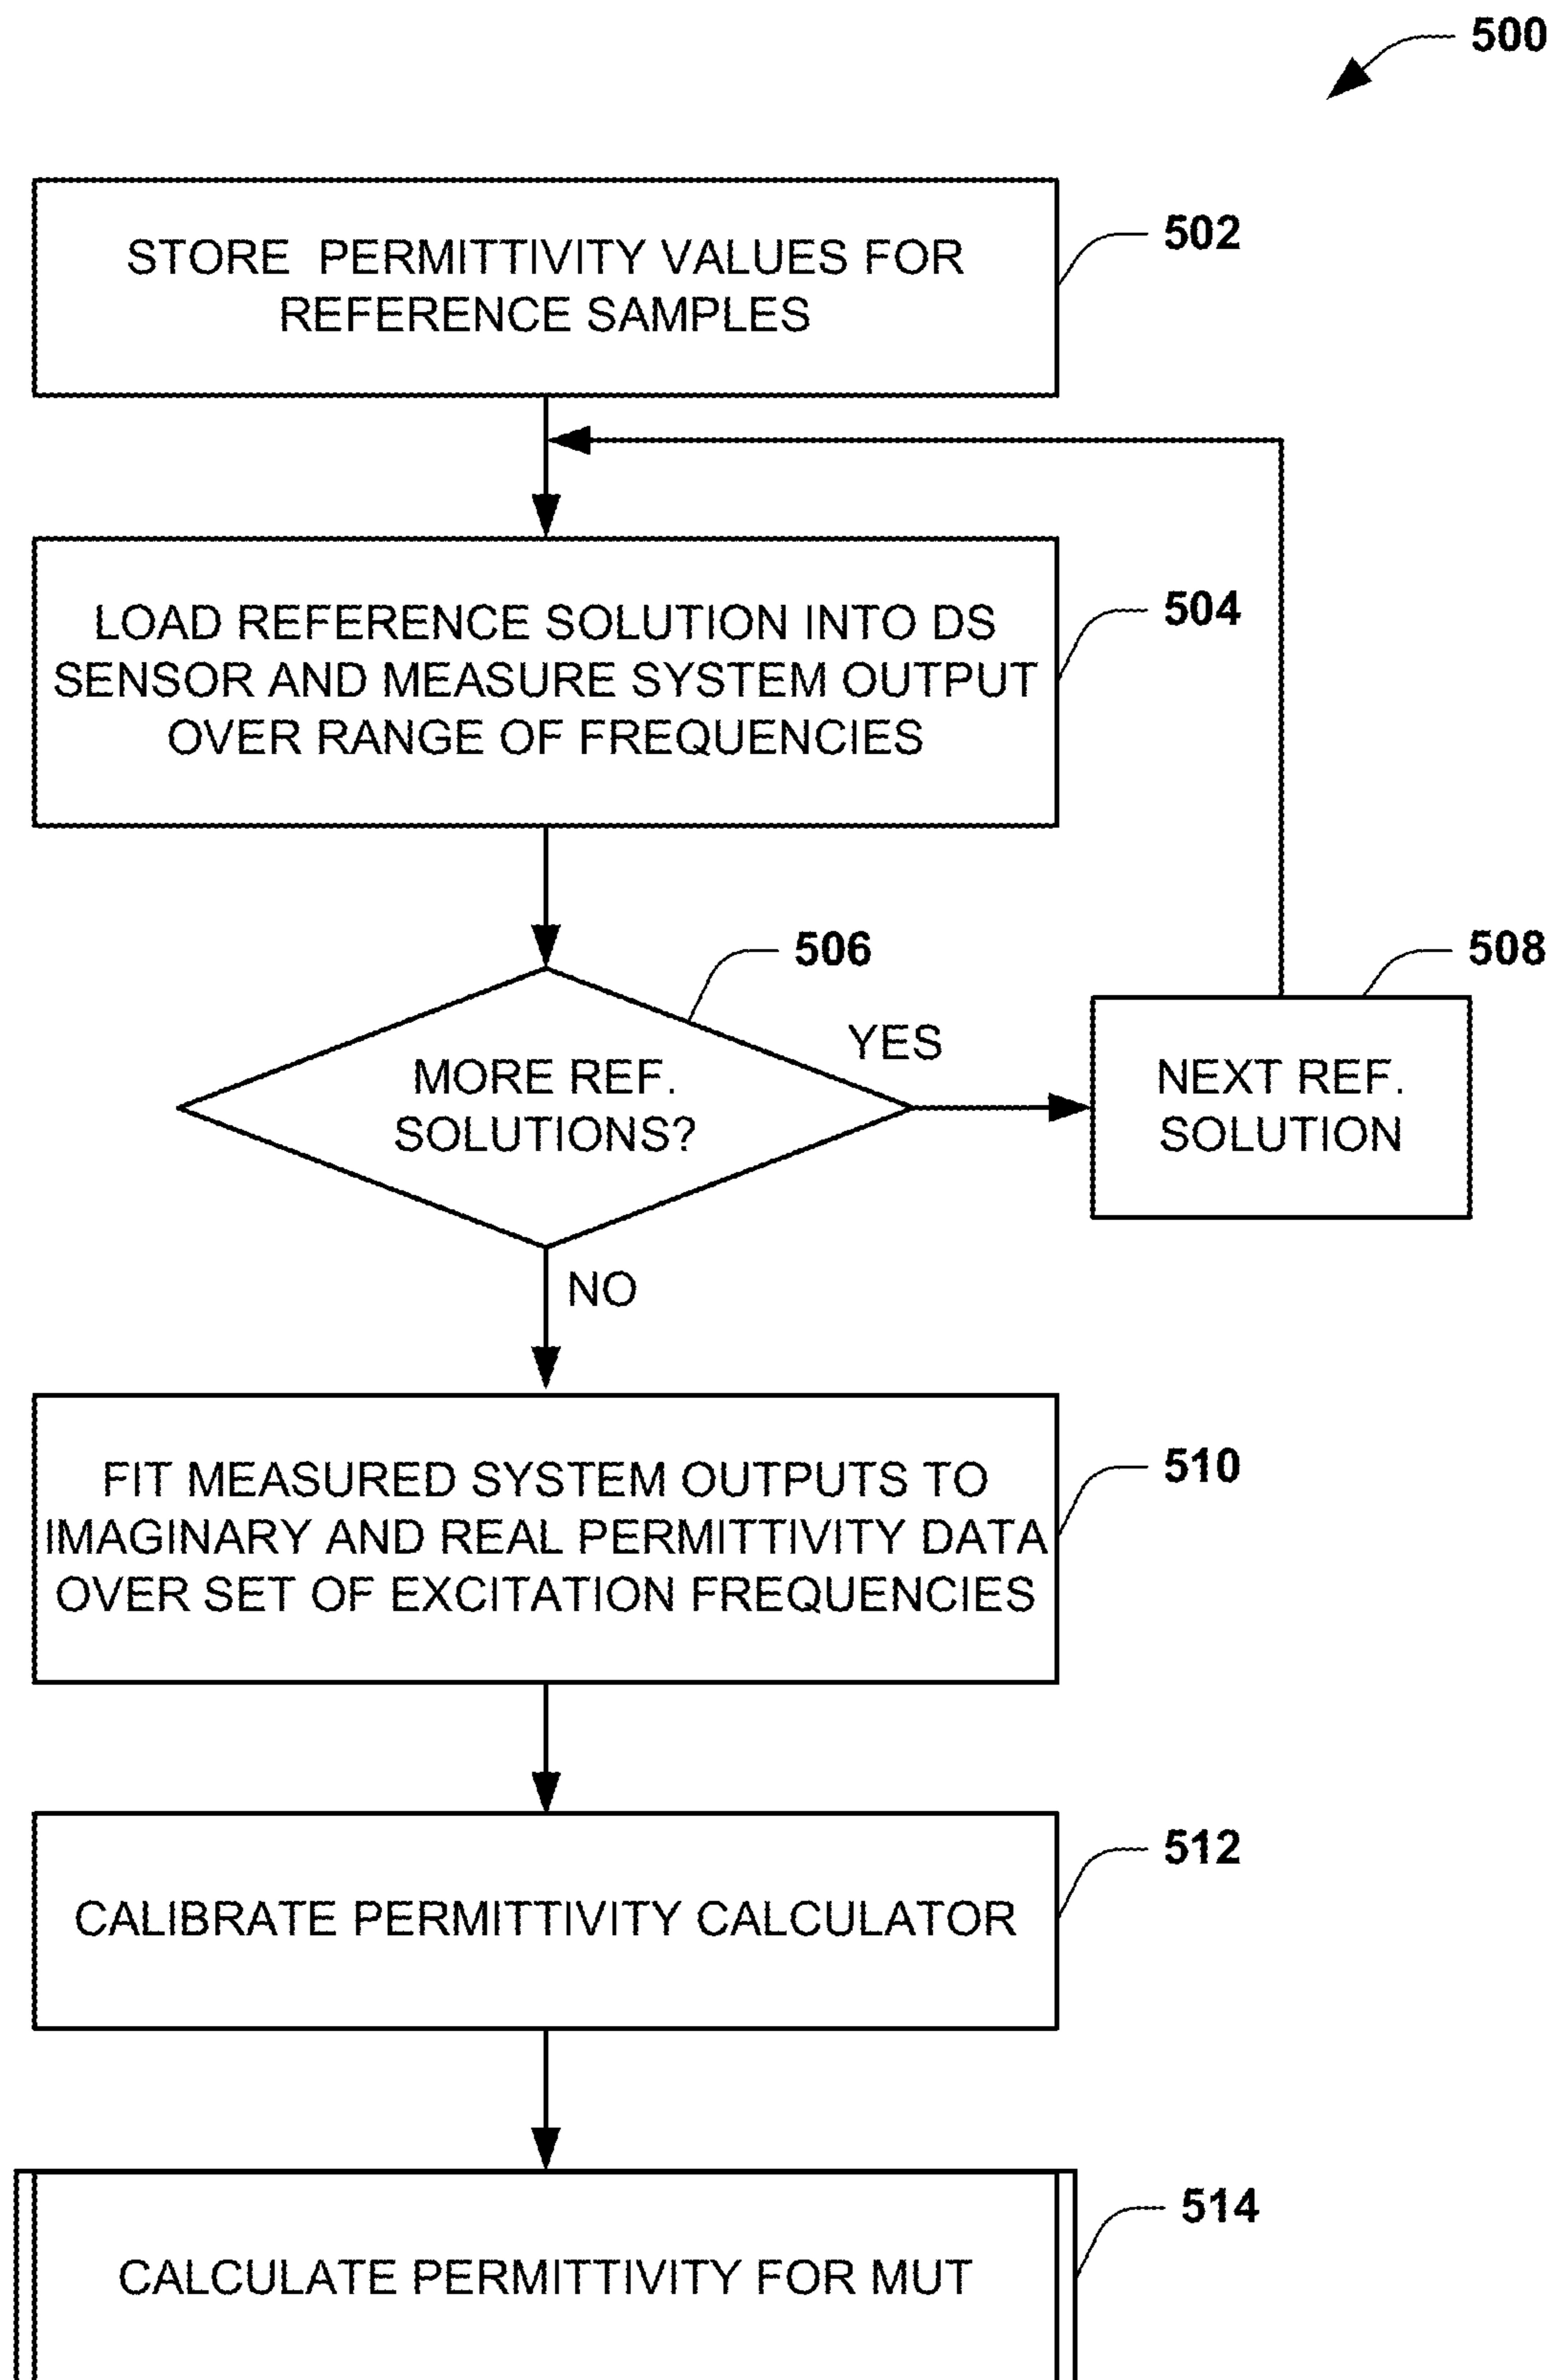 500
STORE PERMITTIVITY VALUES FOR
REFERENCE SAMPLES
502
LOAD REFERENCE SOLUTION INTO DS
SENSOR AND MEASURE SYSTEM OUTPUT
OVER RANGE OF FREQUENCIES
504
506
MORE REF.
SOLUTIONS?
YES
508
NEXT REF.
SOLUTION
NO
FIT MEASURED SYSTEM OUTPUTS TO
IMAGINARY AND REAL PERMITTIVITY DATA
OVER SET OF EXCITATION FREQUENCIES
510
CALIBRATE PERMITTIVITY CALCULATOR
512
CALCULATE PERMITTIVITY FOR MUT
514